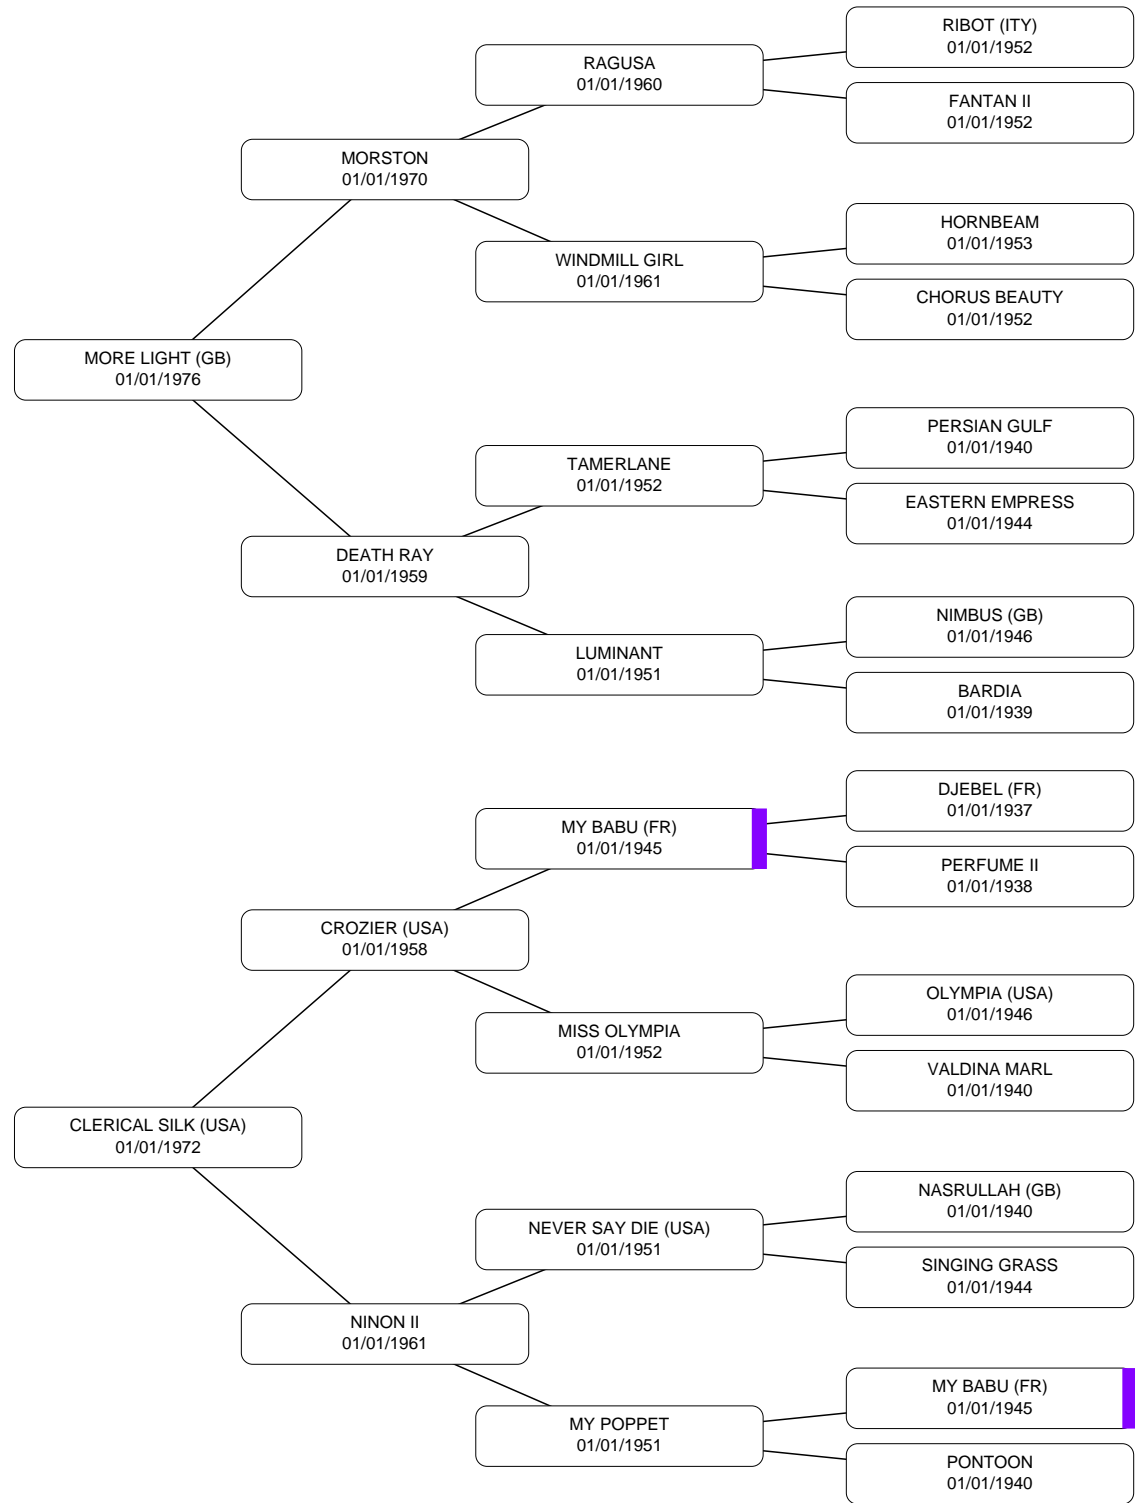 RIBOT (ITY)
01/01/1952
RAGUSA
01/01/1960
FANTAN II
01/01/1952
MORSTON
01/01/1970
HORNBEAM
01/01/1953
WINDMILL GIRL
01/01/1961
CHORUS BEAUTY
01/01/1952
MORE LIGHT (GB)
01/01/1976
PERSIAN GULF
01/01/1940
TAMERLANE
01/01/1952
EASTERN EMPRESS
01/01/1944
DEATH RAY
01/01/1959
NIMBUS (GB)
01/01/1946
LUMINANT
01/01/1951
BARDIA
01/01/1939
DJEBEL (FR)
01/01/1937
MY BABU (FR)
01/01/1945
PERFUME II
01/01/1938
CROZIER (USA)
01/01/1958
OLYMPIA (USA)
01/01/1946
MISS OLYMPIA
01/01/1952
VALDINA MARL
01/01/1940
CLERICAL SILK (USA)
01/01/1972
NASRULLAH (GB)
01/01/1940
NEVER SAY DIE (USA)
01/01/1951
SINGING GRASS
01/01/1944
NINON II
01/01/1961
MY BABU (FR)
01/01/1945
MY POPPET
01/01/1951
PONTOON
01/01/1940